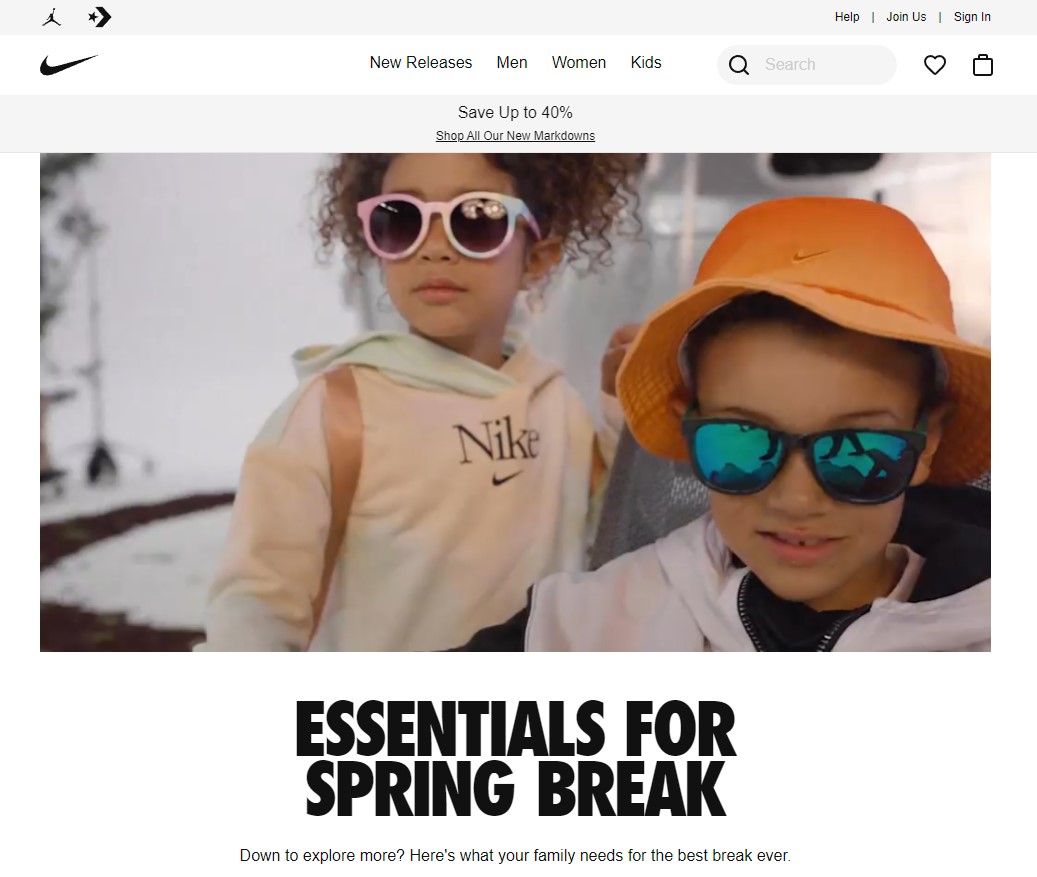 Help | Join Us | Sign In
New Releases Men Women Kids Search
Save Up to 40%
Shop All Our New Markdowns
Nike
ESSENTIALS FOR
SPRING BREAK
Down to explore more? Here's what your family needs for the best break ever.